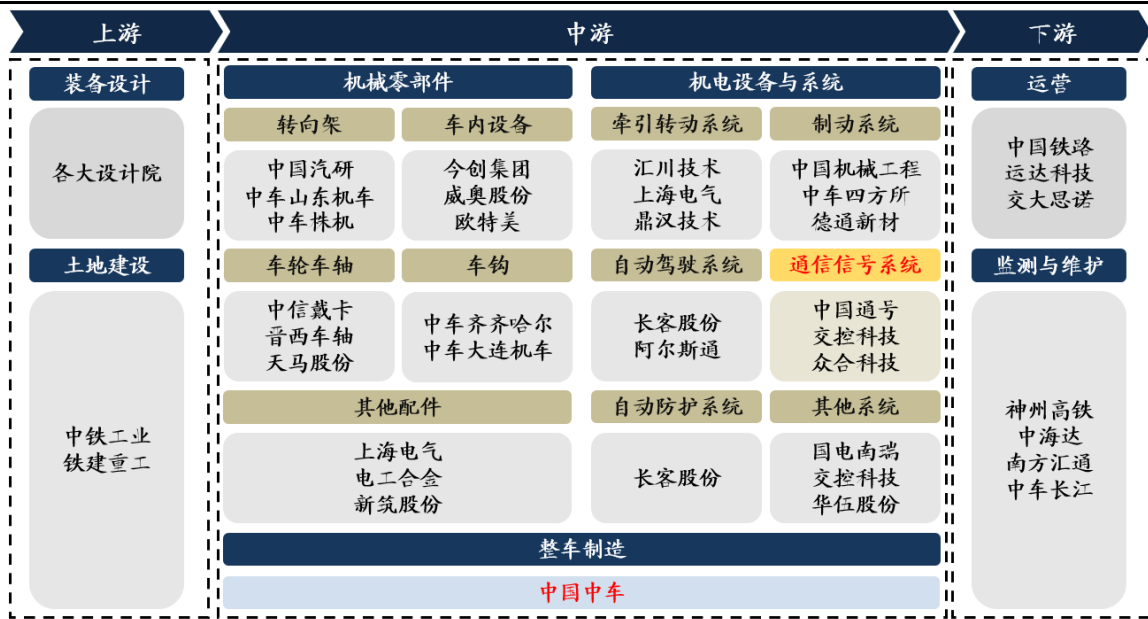 上游
装备设计
各大设计院
土地建设
中铁工业
铁建重工
中游
机械零部件
转向架
中国汽研
中车山东机车
中车株机
车内设备
今创集团
威奥股份
欧特美
车轮车轴
中信戴卡
晋西车轴
天马股份
车钩
中车齐齐哈尔
中车大连机车
其他配件
上海电气
电工合金
新筑股份
机电设备与系统
牵引转动系统
汇川技术
上海电气
鼎汉技术
制动系统
中国机械工程
中车四方所
德通新材
自动驾驶系统
长客股份
阿尔斯通
通信信号系统
中国通号
交控科技
众合科技
自动防护系统
长客股份
其他系统
国电南瑞
交控科技
华伍股份
整车制造
中国中车
下游
运营
中国铁路
运达科技
交大思诺
监测与维护
神州高铁
中海达
南方汇通
中车长江